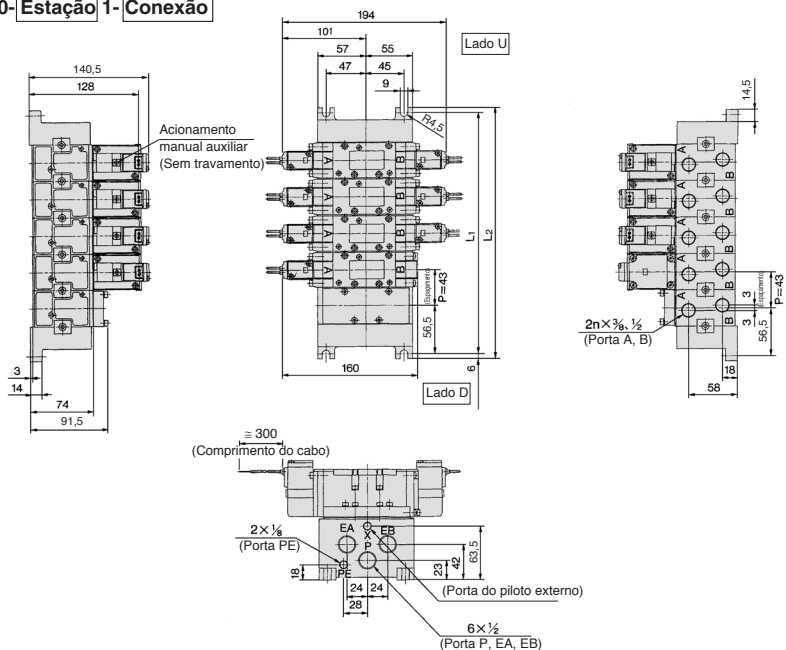 0- Estação 1- Conexão
194
101
57
55
Lado U
47
45
9
R4,5
140,5
128
Acionamento
manual auxiliar
(Sem travamento)
A
B
A
B
A
B
A
B
L1
L2
(Espaçamento)
P=43
56,5
160
6
Lado D
3
14
74
91,5
14,5
A
B
A
B
A
B
A
B
A
B
2n×3/8、1/2
(Porta A, B)
3
3
(Espaçamento)
P=43
56,5
18
58
≅ 300
(Comprimento do cabo)
2×1/8
(Porta PE)
EA
X
EB
P
PE
18
24
24
28
23
42
63,5
(Porta do piloto externo)
6×1/2
(Porta P, EA, EB)